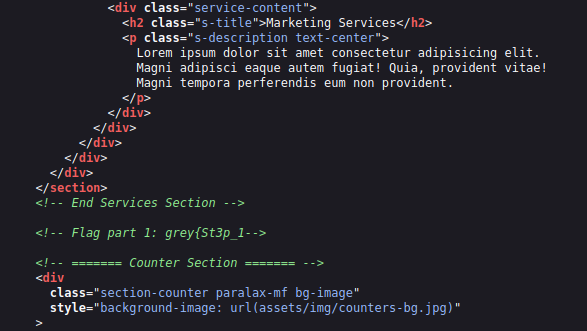 <div class="service-content">
<h2 class="s-title">Marketing Services</h2>
<p class="s-description text-center">
Lorem ipsum dolor sit amet consectetur adipisicing elit.
Magni adipisci eaque autem fugiat! Quia, provident vitae!
Magni tempora perferendis eum non provident.
</p>
</div>
</div>
</div>
</div>
</div>
</section>
<!-- End Services Section -->
<!-- Flag part 1: grey{St3p_1-->
<!-- ======= Counter Section ======= -->
<div
class="section-counter paralax-mf bg-image"
style="background-image: url(assets/img/counters-bg.jpg)"
>